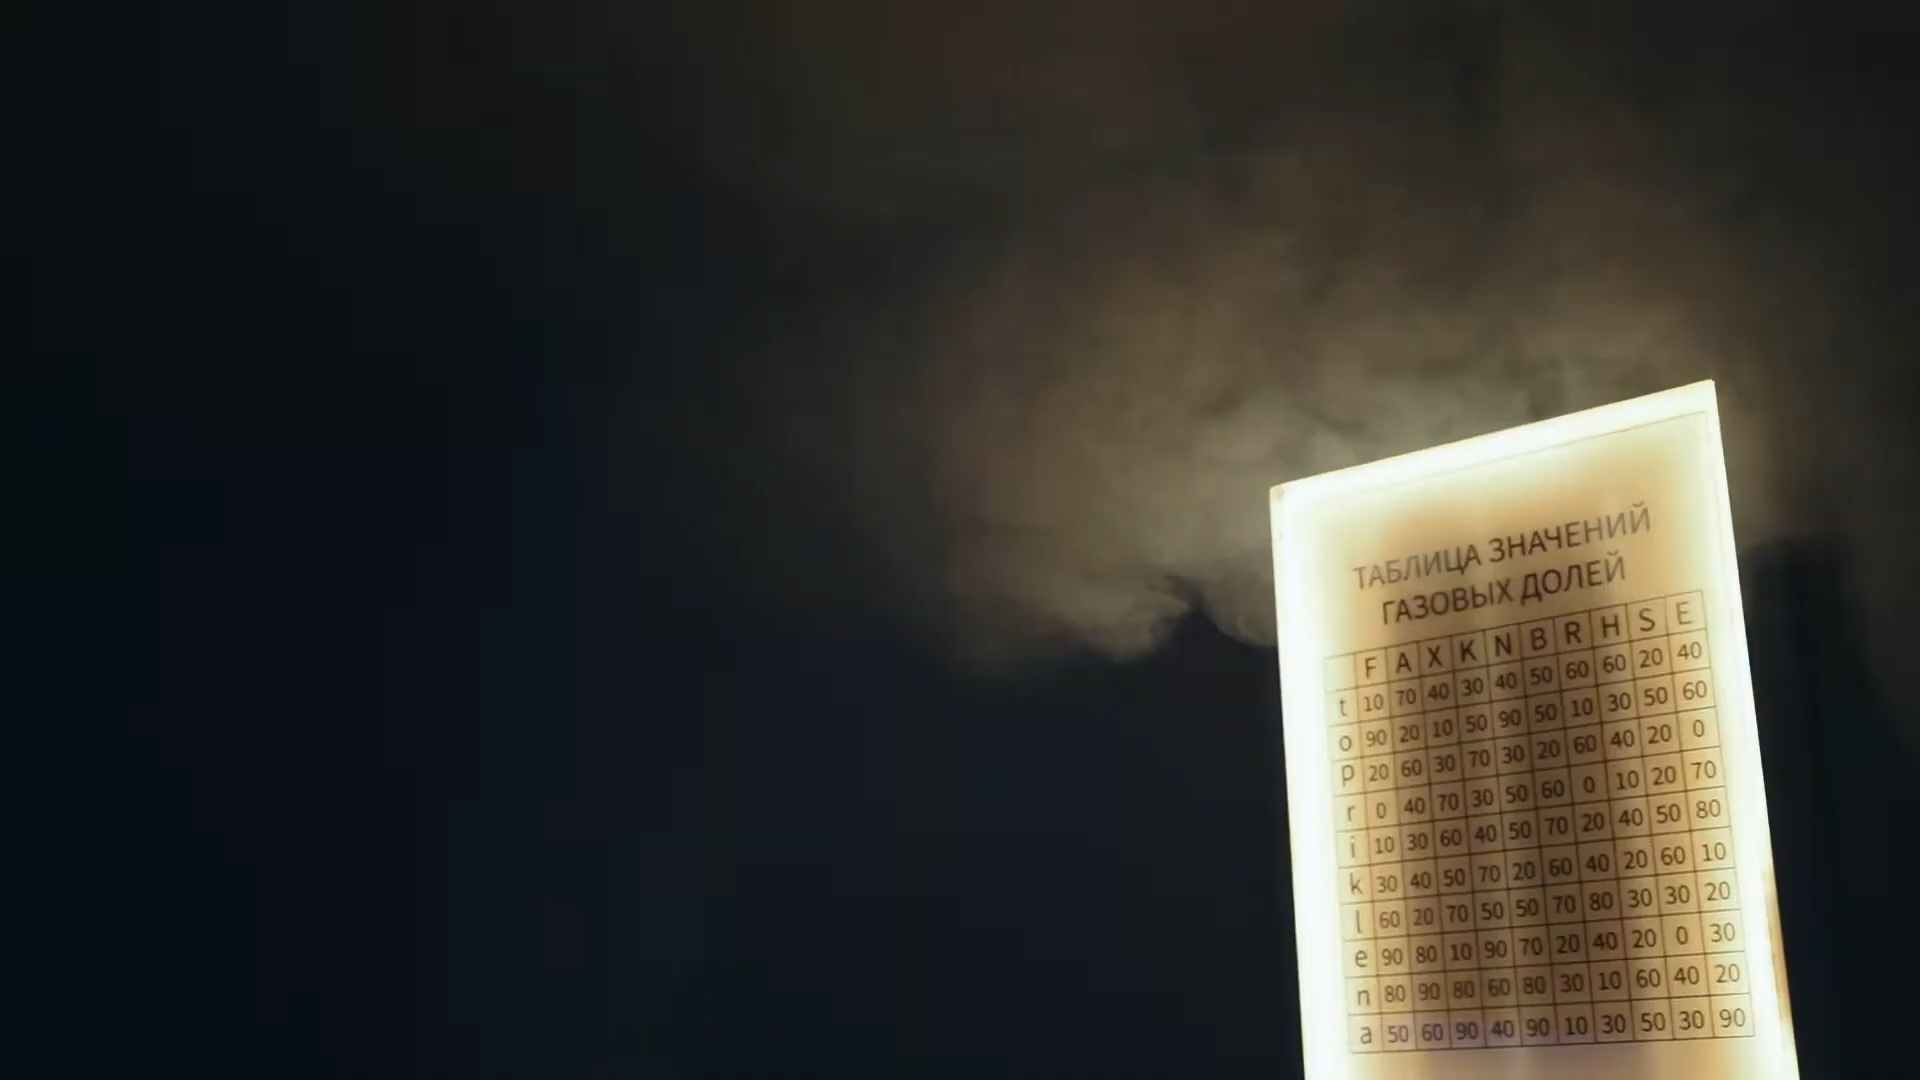 ТАБЛИЦА ЗНАЧЕНИЙ
ГАЗОВЫХ ДОЛЕЙ
F A X K N B R H S E
t 10 70 40 30 40 50 60 60 20 40
o 90 20 10 50 90 50 10 30 50 60
p 20 60 30 70 30 20 60 40 20 0
r 0 40 70 30 50 60 0 10 20 70
i 10 30 60 40 50 70 20 40 50 80
k 30 40 50 70 20 60 40 20 60 10
l 60 20 70 50 50 70 80 30 30 20
e 90 80 10 90 70 20 40 20 0 30
n 80 90 80 60 80 30 10 60 40 20
a 50 60 90 40 90 10 30 50 30 90